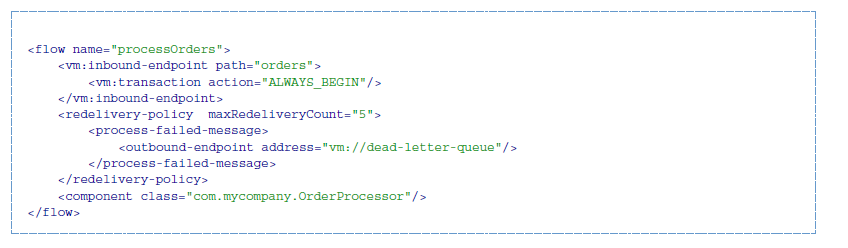 <flow name="processOrders">
    <vm:inbound-endpoint path="orders">
        <vm:transaction action="ALWAYS_BEGIN"/>
    </vm:inbound-endpoint>
    <redelivery-policy  maxRedeliveryCount="5">
        <process-failed-message>
            <outbound-endpoint address="vm://dead-letter-queue"/>
        </process-failed-message>
    </redelivery-policy>
    <component class="com.mycompany.OrderProcessor"/>
</flow>